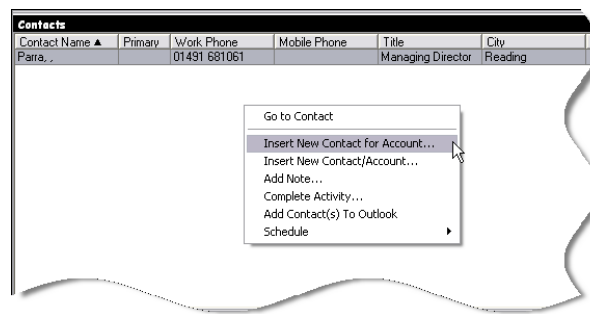 Contacts
Contact Name ▲ Primary Work Phone Mobile Phone Title City
Parra, , 01491 681061 Managing Director Reading
Go to Contact
Insert New Contact for Account...
Insert New Contact/Account...
Add Note...
Complete Activity...
Add Contact(s) To Outlook
Schedule